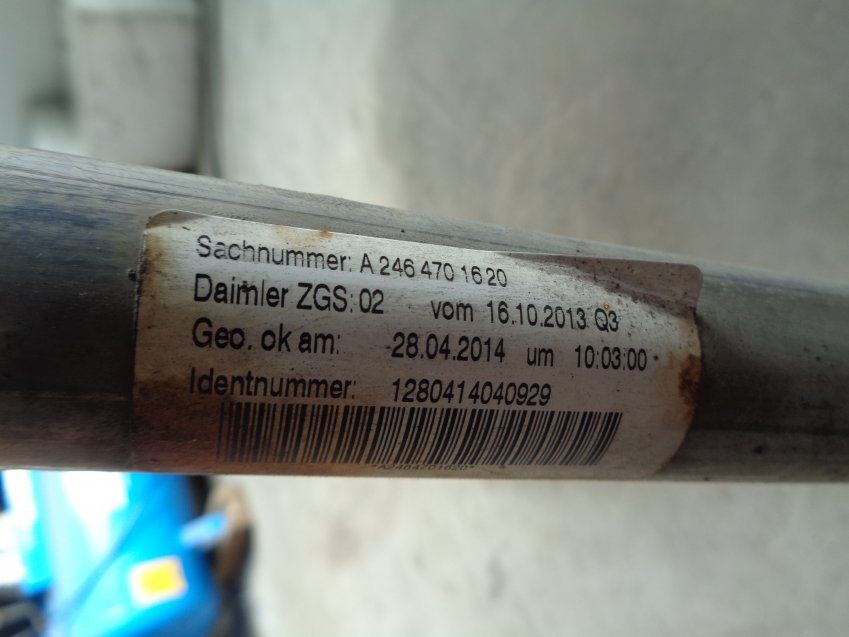 Sachnummer: A 246 470 16 20
Daimler ZGS: 02 vom 16.10.2013 Q3
Geo. ok am: 28.04.2014 um 10:03:00
Identnummer: 1280414040929
*A2464701620*